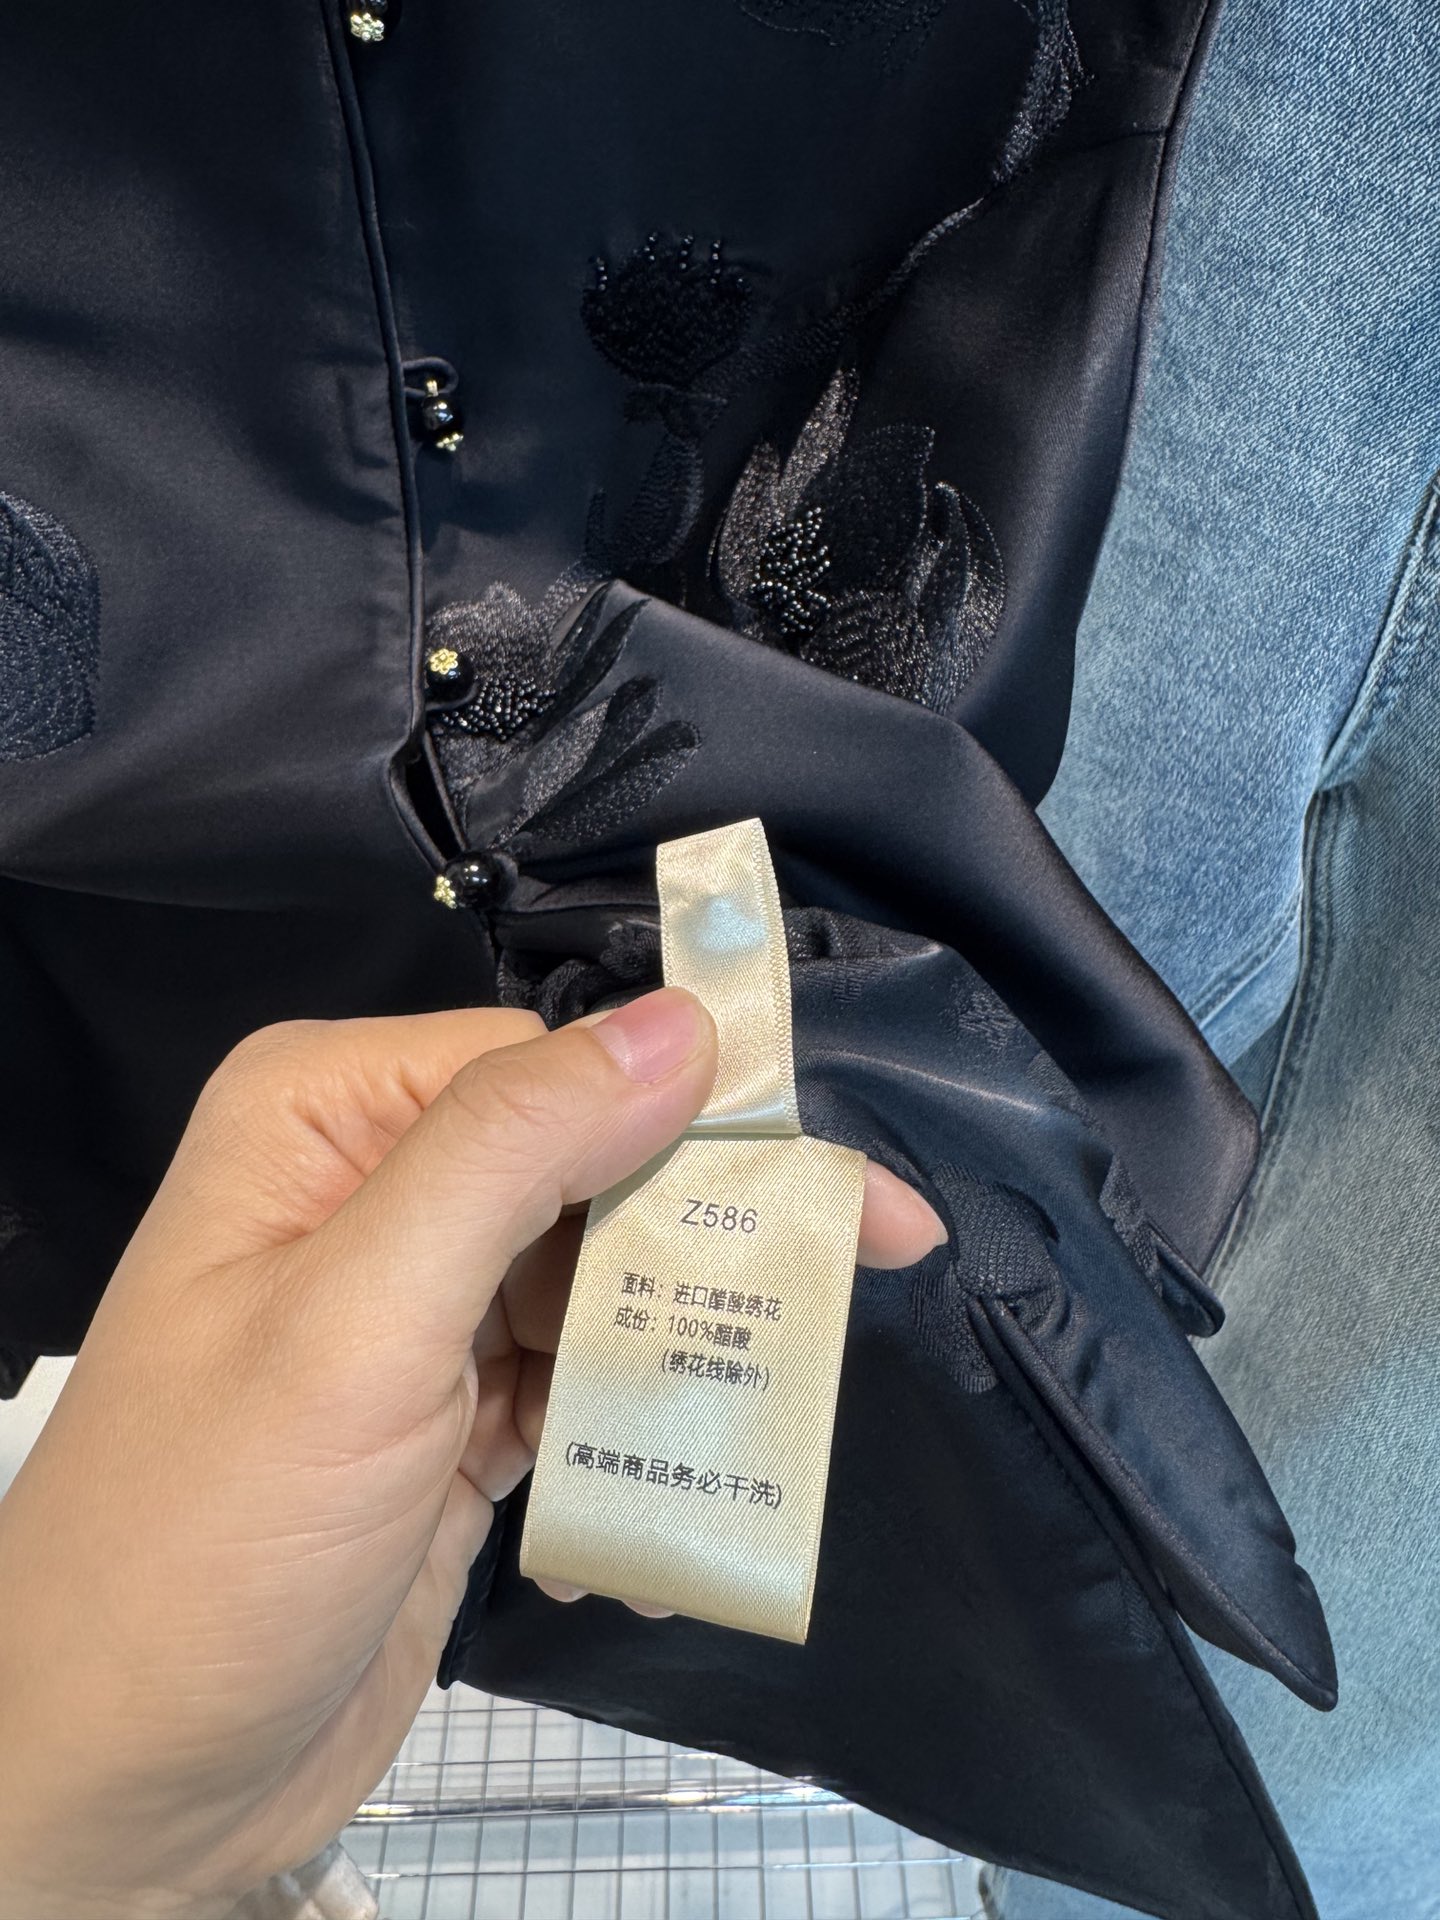 Z586
面料：进口醋酸绣花
成份：100%醋酸
(绣花线除外)
(高端商品务必干洗)